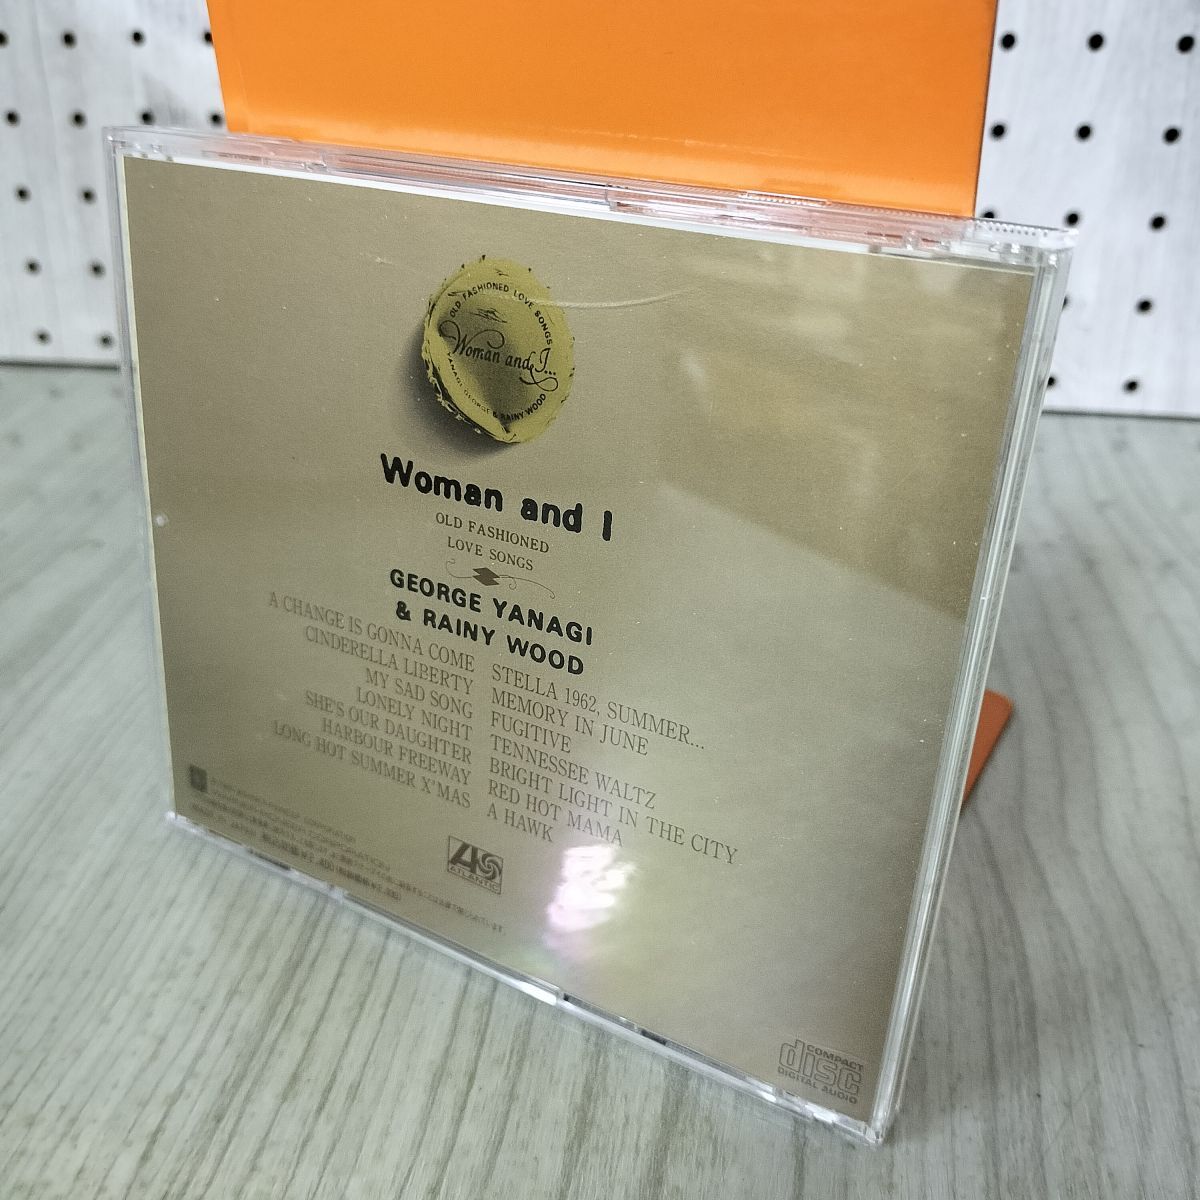 OLD FASHIONED LOVE SONGS
Woman and I...
YANAGI GEORGE & RAINY WOOD
Woman and I
OLD FASHIONED
LOVE SONGS
GEORGE YANAGI
& RAINY WOOD
A CHANGE IS GONNA COME
CINDERELLA LIBERTY
MY SAD SONG
LONELY NIGHT
SHE'S OUR DAUGHTER
HARBOUR FREEWAY
LONG HOT SUMMER X'MAS
STELLA 1962, SUMMER...
MEMORY IN JUNE
FUGITIVE
TENNESSEE WALTZ
BRIGHT LIGHT IN THE CITY
RED HOT MAMA
A HAWK
ATLANTIC
COMPACT
disc
DIGITAL AUDIO